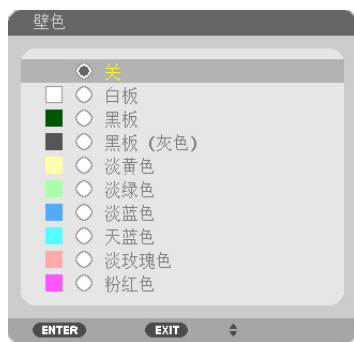 壁色
关
白板
黑板
黑板 (灰色)
淡黄色
淡绿色
淡蓝色
天蓝色
淡玫瑰色
粉红色
ENTER EXIT